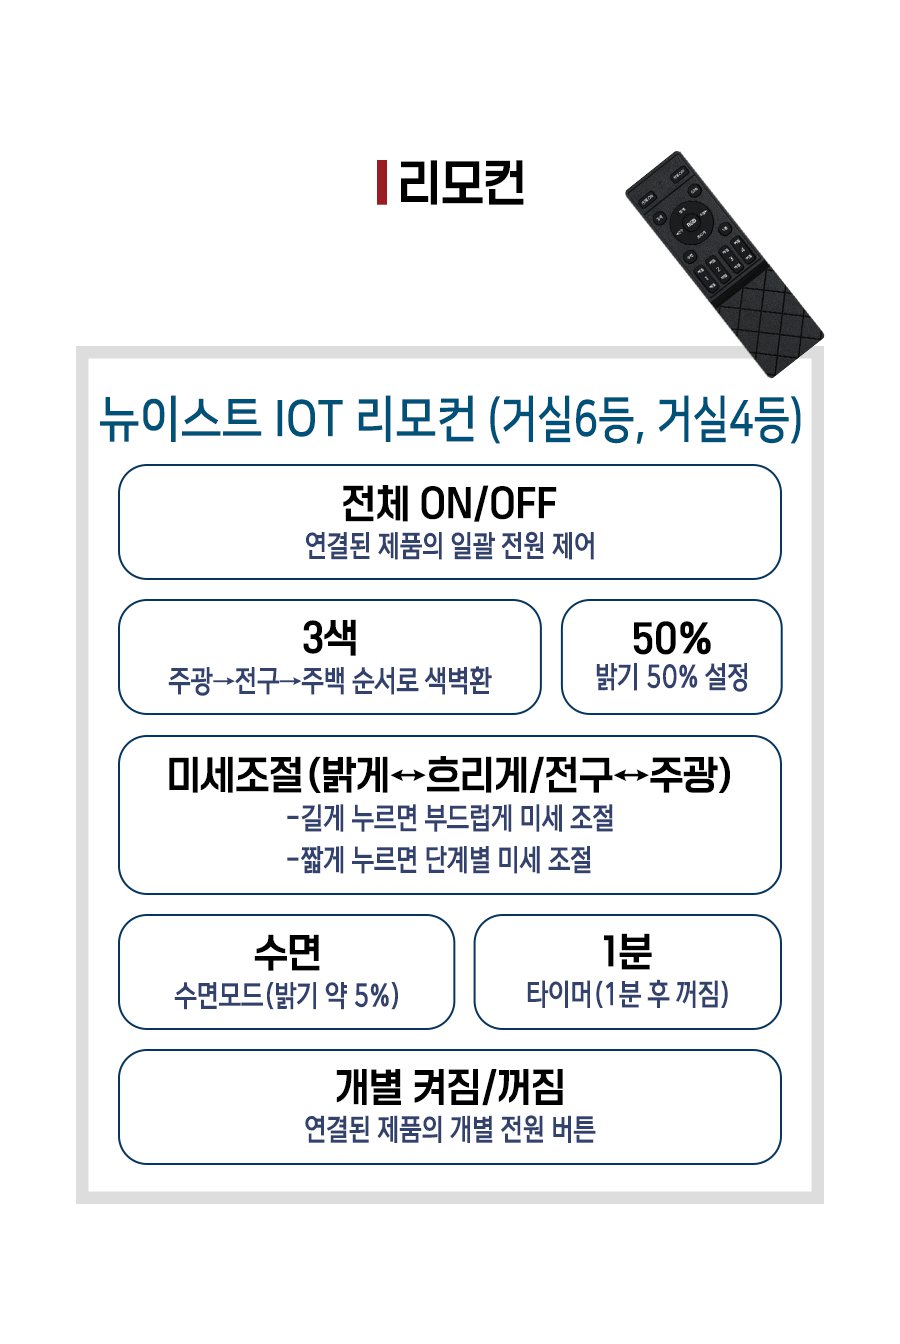 리모컨
뉴이스트 IOT 리모컨 (거실6등, 거실4등)
전체 ON/OFF
연결된 제품의 일괄 전원 제어
3색
주광→전구→주백 순서로 색벽환
50%
밝기 50% 설정
미세조절(밝게↔흐리게/전구↔주광)
-길게 누르면 부드럽게 미세 조절
-짧게 누르면 단계별 미세 조절
수면
수면모드(밝기 약 5%)
1분
타이머(1분 후 꺼짐)
개별 켜짐/꺼짐
연결된 제품의 개별 전원 버튼